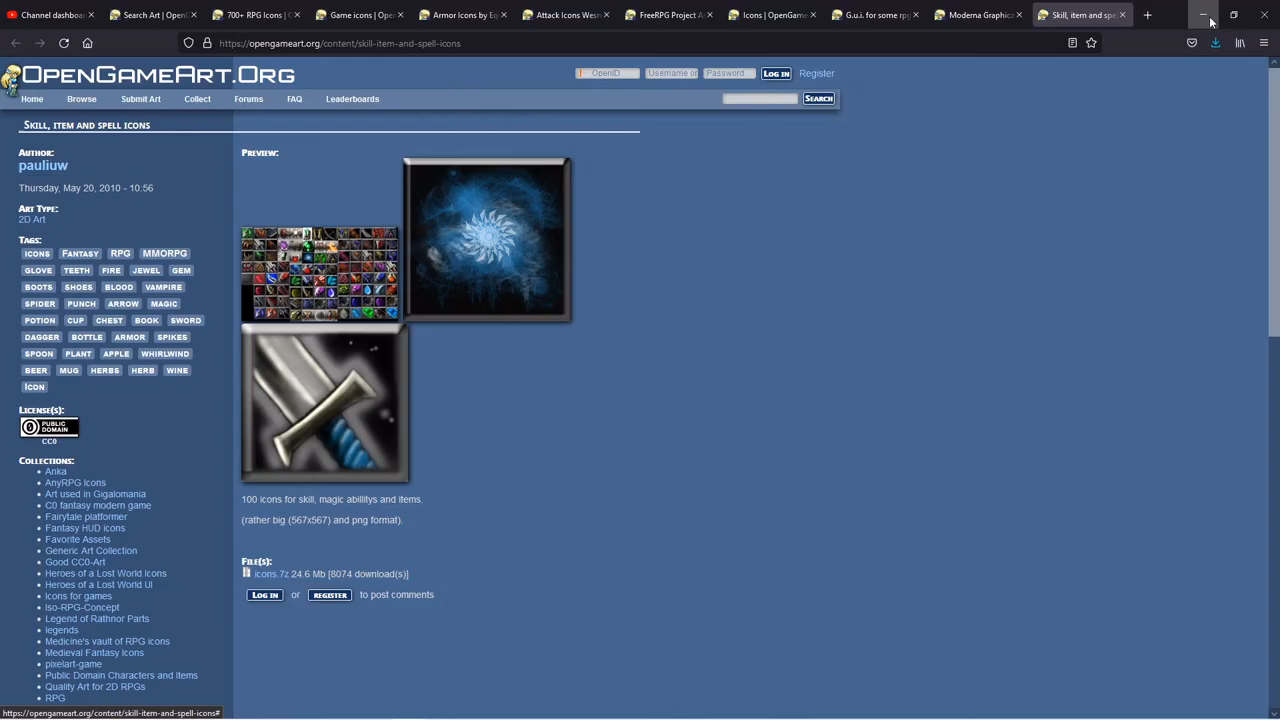 Channel dashboa
Search Art | OpenG
700+ RPG Icons | O
Game icons | Open
Armor Icons by Eq
Attack Icons Wesn
FreeRPG Project A
Icons | OpenGame
G.u.i. for some rpg
Moderna Graphica
Skill, item and spe
https://opengameart.org/content/skill-item-and-spell-icons
OpenGameArt.Org
OpenID
Username or
Password
Log in
Register
Home
Browse
Submit Art
Collect
Forums
FAQ
Leaderboards
Search
Skill, item and spell icons
Author:
pauliuw
Thursday, May 20, 2010 - 10:56
Art Type:
2D Art
Tags:
icons Fantasy RPG MMORPG
glove teeth fire jewel gem
boots shoes blood vampire
spider punch arrow magic
potion cup chest book sword
dagger bottle armor spikes
spoon plant apple whirlwind
beer mug herbs herb wine
Icon
License(s):
PUBLIC
DOMAIN
CC0
Collections:
Anka
AnyRPG Icons
Art used in Gigalomania
C0 fantasy modern game
Fairytale platformer
Fantasy HUD icons
Favorite Assets
Generic Art Collection
Good CC0-Art
Heroes of a Lost World Icons
Heroes of a Lost World UI
Icons for games
Iso-RPG-Concept
Legend of Rathnor Parts
legends
Medicine's vault of RPG icons
Medieval Fantasy Icons
pixelart-game
Public Domain Characters and Items
Quality Art for 2D RPGs
RPG
Preview:
100 icons for skill, magic abillitys and items.
(rather big (567x567) and png format).
File(s):
icons.7z 24.6 Mb [8074 download(s)]
Log in or register to post comments
https://opengameart.org/content/skill-item-and-spell-icons#